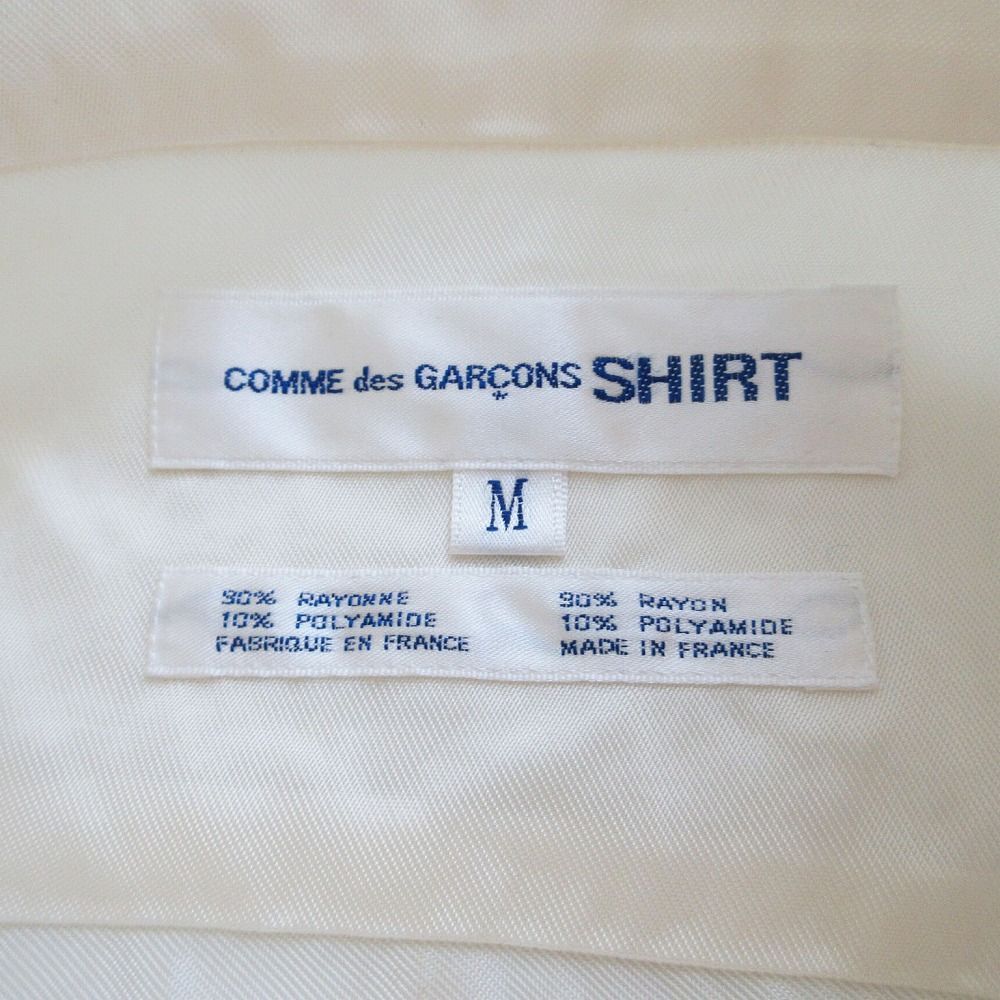 COMME des GARÇONS SHIRT
*
M
90% RAYONNE
10% POLYAMIDE
FABRIQUE EN FRANCE
90% RAYON
10% POLYAMIDE
MADE IN FRANCE